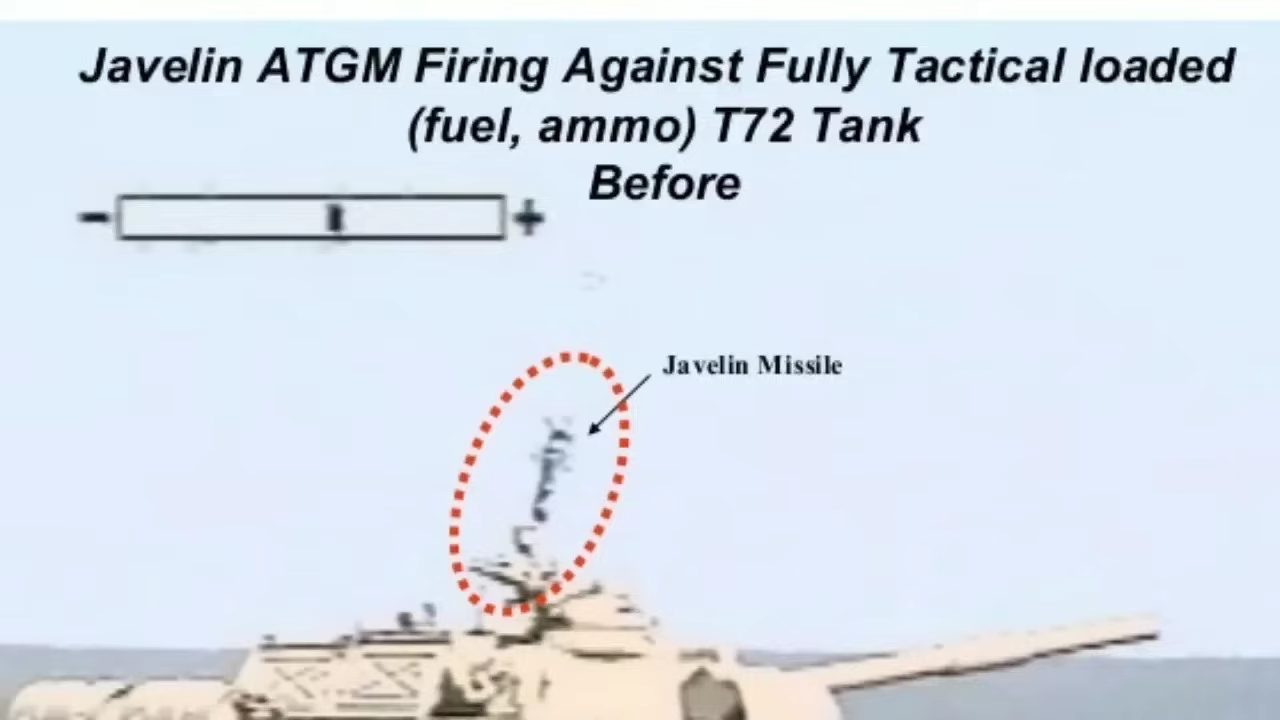 Javelin ATGM Firing Against Fully Tactical loaded
(fuel, ammo) T72 Tank
Before
- +
Javelin Missile